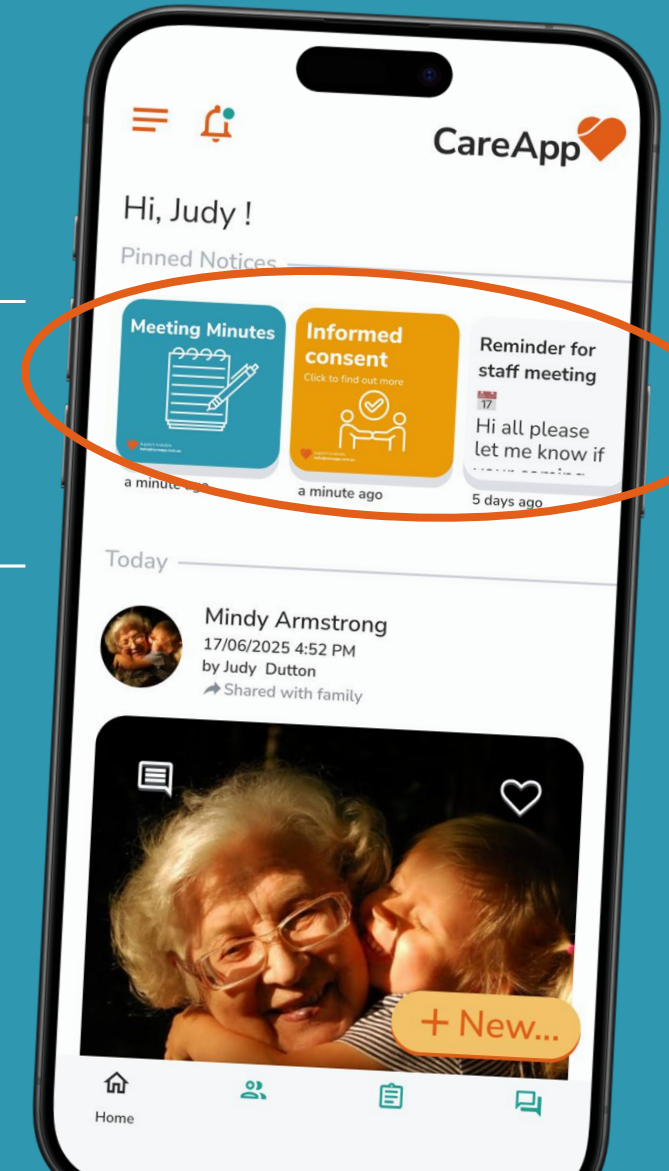 CareApp
Hi, Judy !
Pinned Notices
Meeting Minutes
Informed
consent
Click to find out more
Reminder for
staff meeting
17
Hi all please
let me know if
a minute ago
a minute ago
5 days ago
Today
Mindy Armstrong
17/06/2025 4:52 PM
by Judy Dutton
Shared with family
+ New...
Home